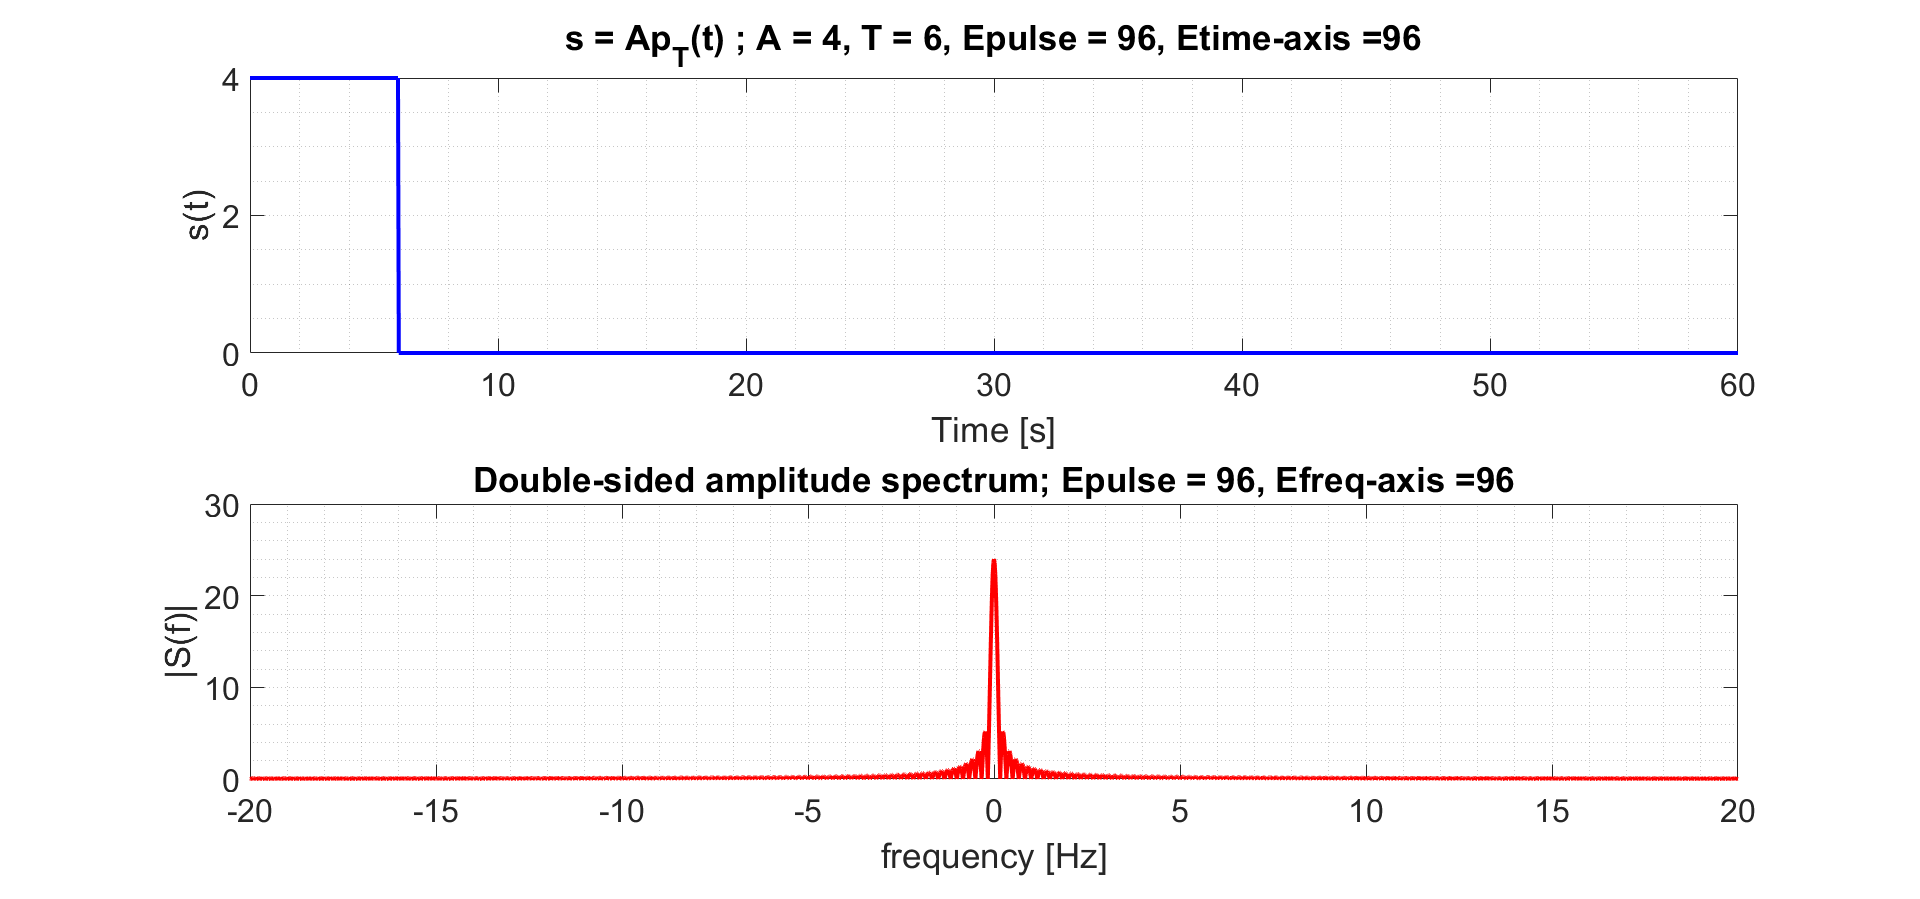 s = Ap_T(t) ; A = 4, T = 6, Epulse = 96, Etime-axis =96
4
2
0
s(t)
0 10 20 30 40 50 60
Time [s]
Double-sided amplitude spectrum; Epulse = 96, Efreq-axis =96
30
20
10
0
|S(f)|
-20 -15 -10 -5 0 5 10 15 20
frequency [Hz]